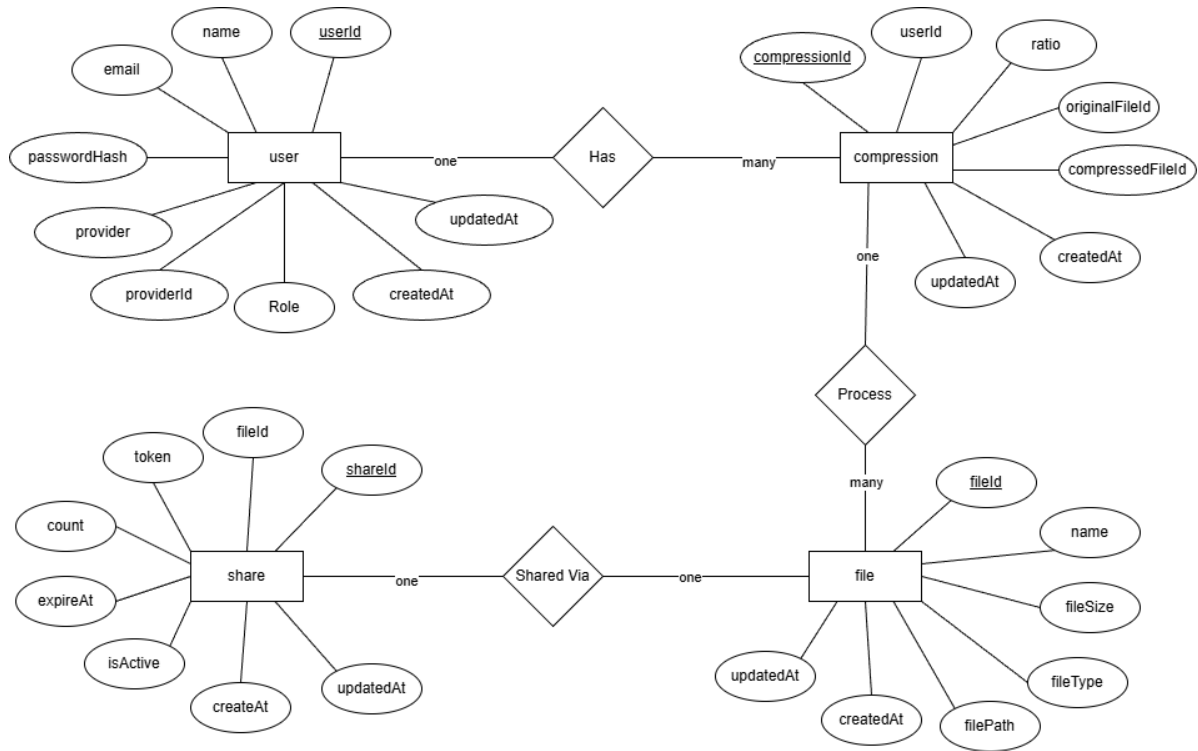 name
userId
email
passwordHash
user
provider
providerId
Role
createdAt
updatedAt
one
Has
many
compressionId
userId
ratio
originalFileId
compression
compressedFileId
createdAt
updatedAt
one
Process
many
fileId
token
shareId
count
share
expireAt
isActive
createAt
updatedAt
one
Shared Via
one
fileId
name
file
fileSize
fileType
filePath
createdAt
updatedAt